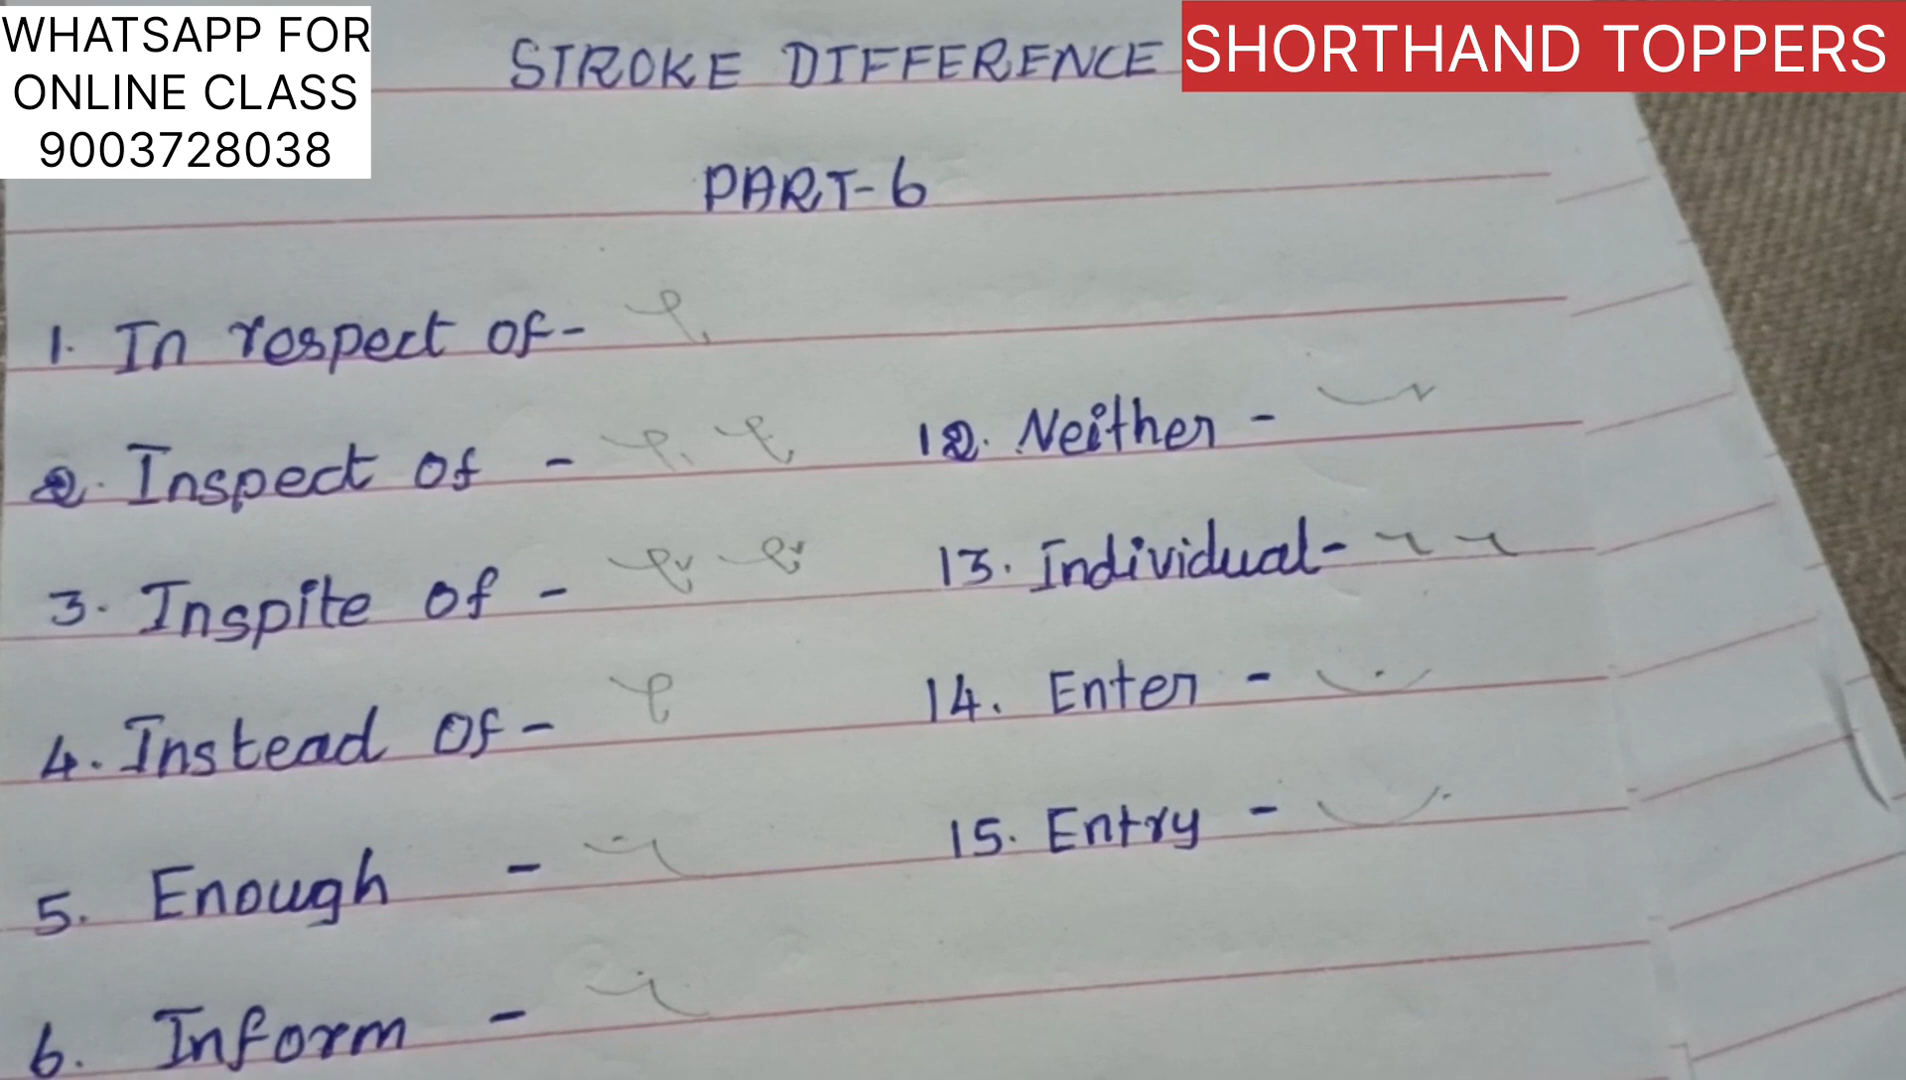 WHATSAPP FOR
ONLINE CLASS
9003728038
SHORTHAND TOPPERS
STROKE DIFFERENCE
PART-6
1. In respect of-
2. Inspect of -
3. Inspite of -
4. Instead of -
5. Enough -
6. Inform -
12. Neither -
13. Individual-
14. Enter -
15. Entry -